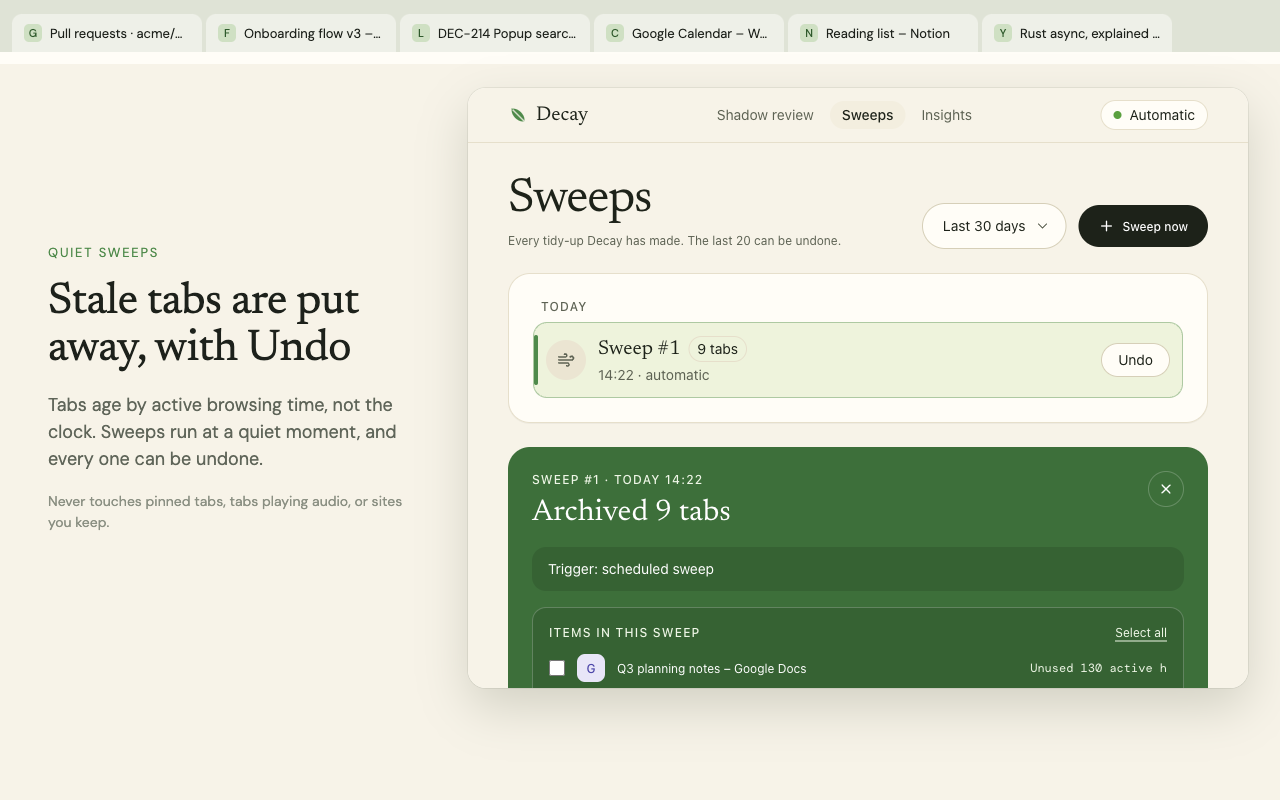 G Pull requests · acme/...
F Onboarding flow v3 –...
L DEC-214 Popup searc...
C Google Calendar – W...
N Reading list – Notion
Y Rust async, explained ...
QUIET SWEEPS
Stale tabs are put
away, with Undo
Tabs age by active browsing time, not the
clock. Sweeps run at a quiet moment, and
every one can be undone.
Never touches pinned tabs, tabs playing audio, or sites
you keep.
Decay
Shadow review
Sweeps
Insights
Automatic
Sweeps
Every tidy-up Decay has made. The last 20 can be undone.
Last 30 days
Sweep now
TODAY
Sweep #1 9 tabs
14:22 · automatic
Undo
SWEEP #1 · TODAY 14:22
Archived 9 tabs
Trigger: scheduled sweep
ITEMS IN THIS SWEEP
Select all
G Q3 planning notes – Google Docs
Unused 130 active h